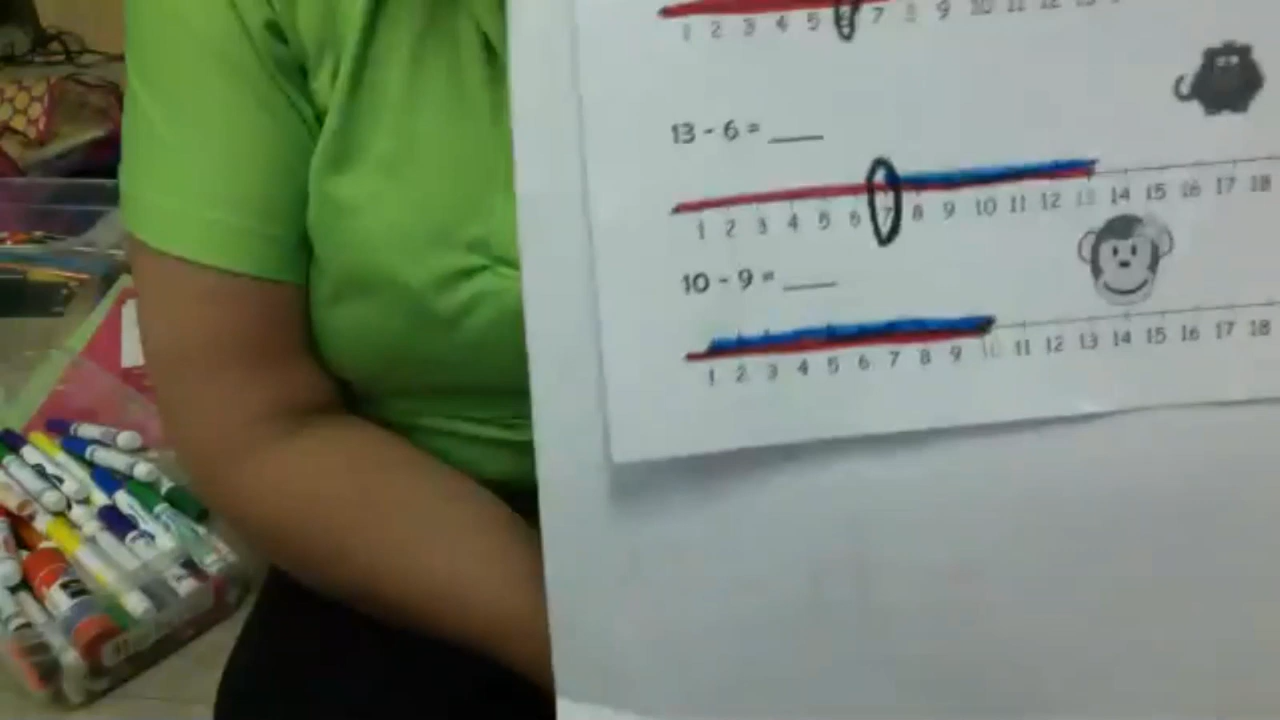 1 2 3 4 5 6 7 8 9 10 11 12 13
13 - 6 = ___
1 2 3 4 5 6 7 8 9 10 11 12 13 14 15 16 17 18
10 - 9 = ___
1 2 3 4 5 6 7 8 9 10 11 12 13 14 15 16 17 18